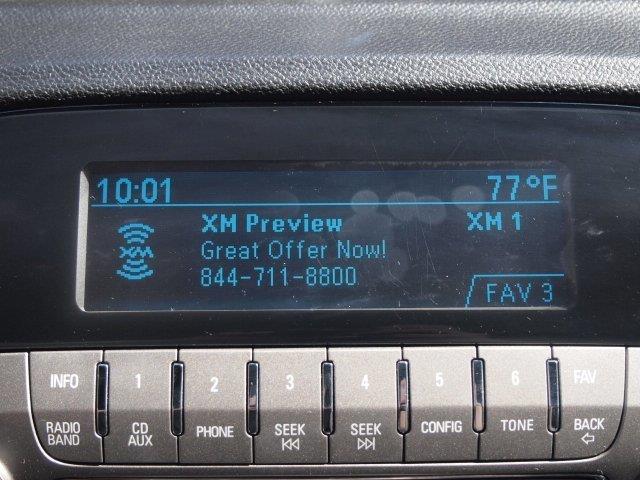 10:01 77°F
XM Preview XM 1
XM
Great Offer Now!
844-711-8800
FAV 3
INFO 1 2 3 4 5 6 FAV
RADIO BAND CD AUX PHONE SEEK SEEK CONFIG TONE BACK